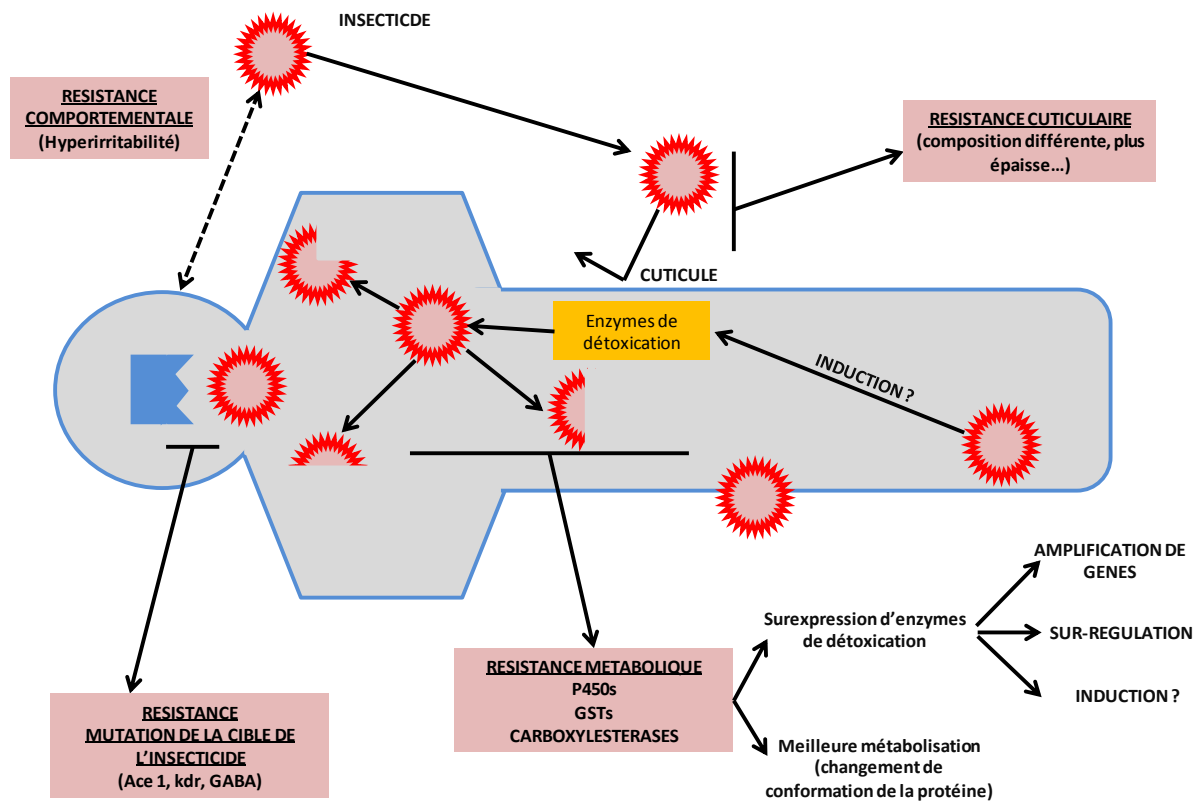 INSECTICDE
RESISTANCE
COMPORTEMENTALE
(Hyperirritabilité)
RESISTANCE CUTICULAIRE
(composition différente, plus
épaisse…)
CUTICULE
Enzymes de
détoxication
INDUCTION ?
AMPLIFICATION DE
GENES
Surexpression d’enzymes
de détoxication
SUR-REGULATION
INDUCTION ?
RESISTANCE METABOLIQUE
P450s
GSTs
CARBOXYLESTERASES
Meilleure métabolisation
(changement de
conformation de la protéine)
RESISTANCE
MUTATION DE LA CIBLE DE
L’INSECTICIDE
(Ace 1, kdr, GABA)